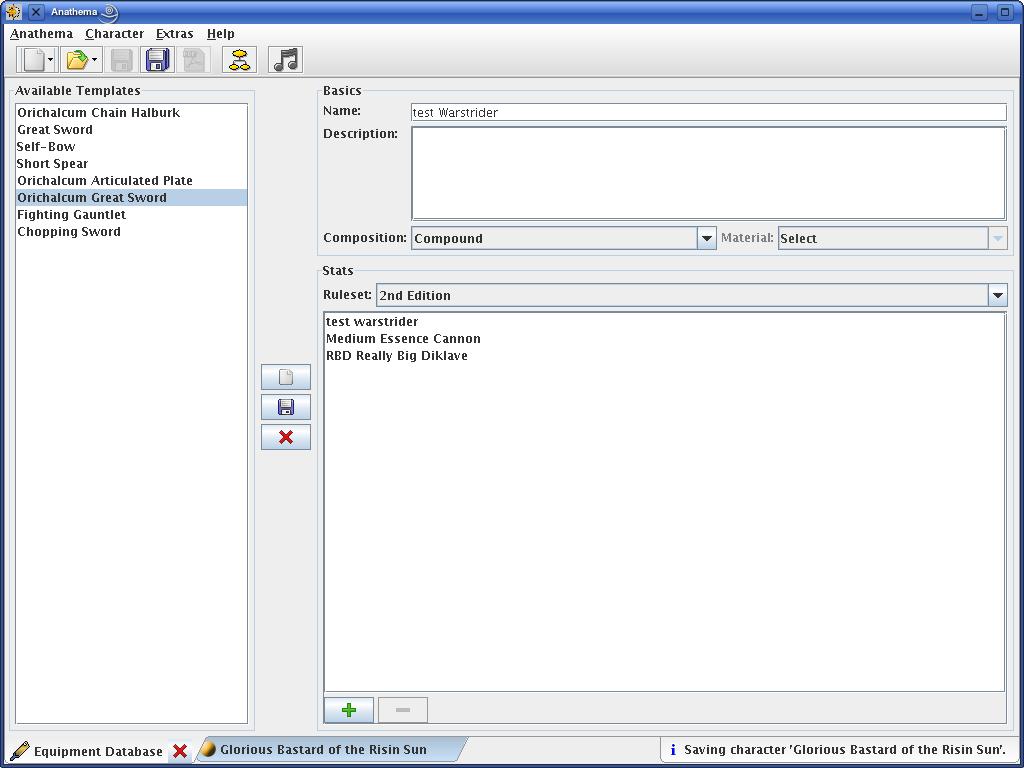 Anathema
Anathema Character Extras Help
Available Templates
Orichalcum Chain Halburk
Great Sword
Self-Bow
Short Spear
Orichalcum Articulated Plate
Orichalcum Great Sword
Fighting Gauntlet
Chopping Sword
Basics
Name: test Warstrider
Description:
Composition: Compound Material: Select
Stats
Ruleset: 2nd Edition
test warstrider
Medium Essence Cannon
RBD Really Big Diklave
Equipment Database Glorious Bastard of the Risin Sun i Saving character 'Glorious Bastard of the Risin Sun'.